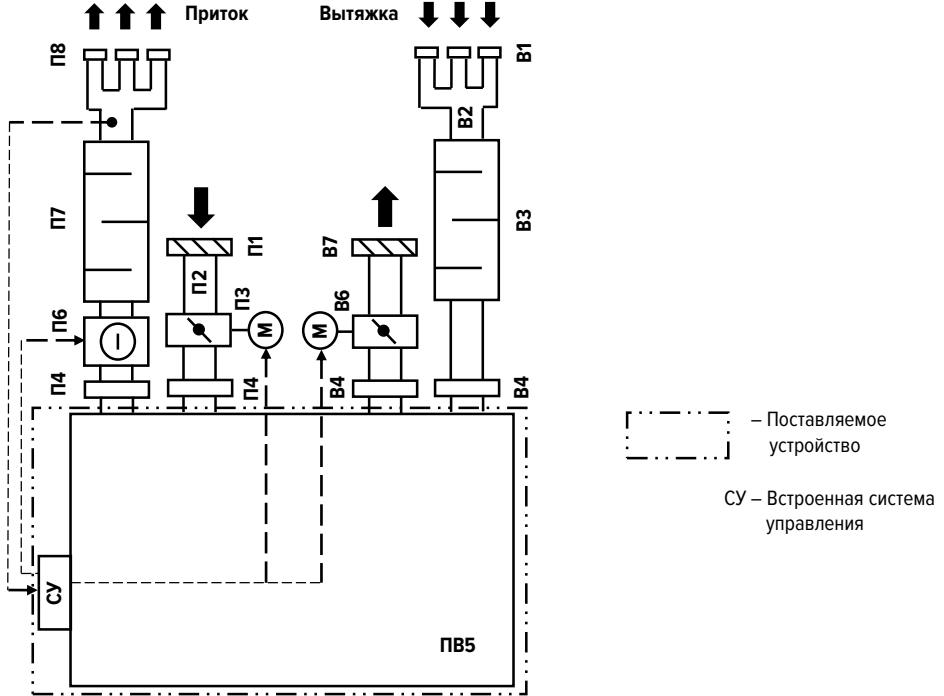 Приток
Вытяжка
П8
В1
В2
П7
П1
В7
В3
П2
П3
В6
П6
М
М
П4
П4
В4
В4
– Поставляемое
устройство
СУ – Встроенная система
управления
СУ
ПВ5